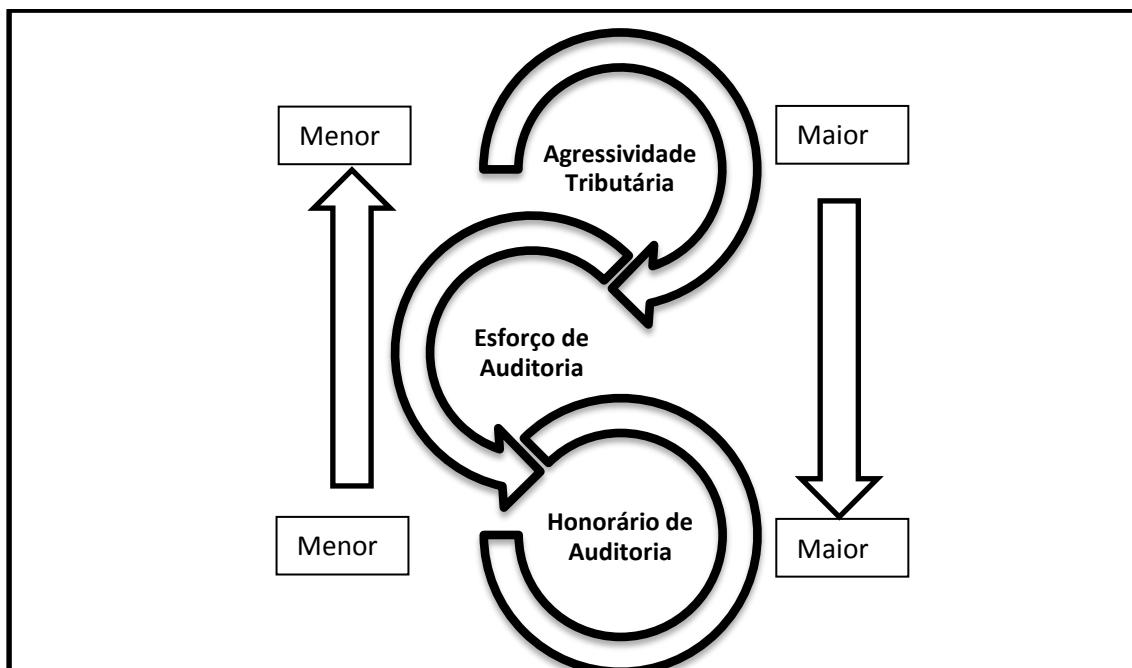 Menor
Maior
Agressividade
Tributária
Esforço de
Auditoria
Menor
Honorário de
Auditoria
Maior